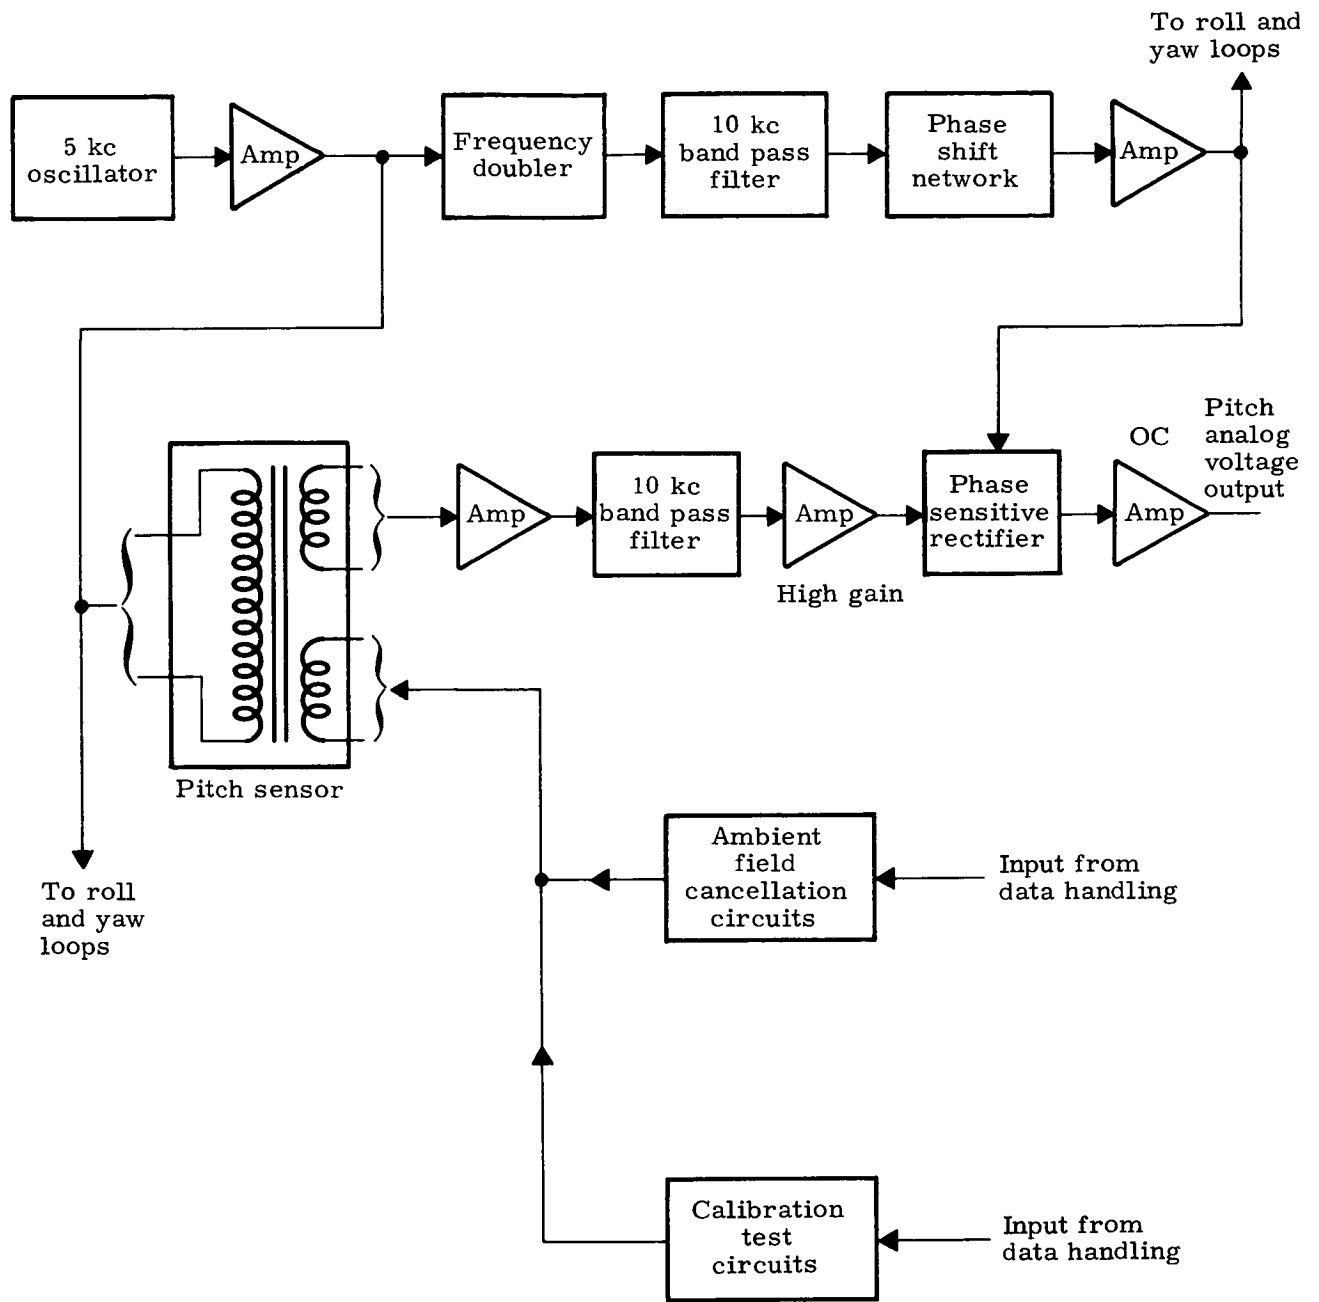 To roll and
yaw loops
5 kc
oscillator
Amp
Frequency
doubler
10 kc
band pass
filter
Phase
shift
network
Amp
Pitch
analog
voltage
output
OC
Amp
10 kc
band pass
filter
Amp
High gain
Phase
sensitive
rectifier
Amp
Pitch sensor
To roll
and yaw
loops
Ambient
field
cancellation
circuits
Input from
data handling
Calibration
test
circuits
Input from
data handling